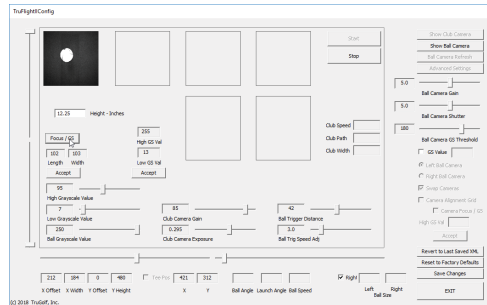 TruFlightIIConfig
Start
Stop
Show Club Camera
Show Ball Camera
Ball Camera Refresh
Advanced Settings
5.0
Ball Camera Gain
5.0
Ball Camera Shutter
180
Ball Camera GS Threshold
GS Value
Left Ball Camera
Right Ball Camera
Swap Cameras
Camera Alignment Grid
Camera Focus / GS
High GS Val
Accept
Revert to Last Saved XML
Reset to Factory Defaults
Save Changes
EXIT
12.25 Height - Inches
Focus / GS
102 103
Length Width
Accept
255
High GS Val
13
Low GS Val
Accept
Club Speed
Club Path
Club Width
95
High Grayscale Value
7
Low Grayscale Value
250
Ball Grayscale Value
85
Club Camera Gain
0.295
Club Camera Exposure
42
Ball Trigger Distance
3.0
Ball Trig Speed Adj
212 184 0 480 Tee-Pos 421 312 Right
X Offset X Width Y Offset Y Height X Y Ball Angle Launch Angle Ball Speed Left Right
Ball Size
(c) 2018 TruGolf, Inc.